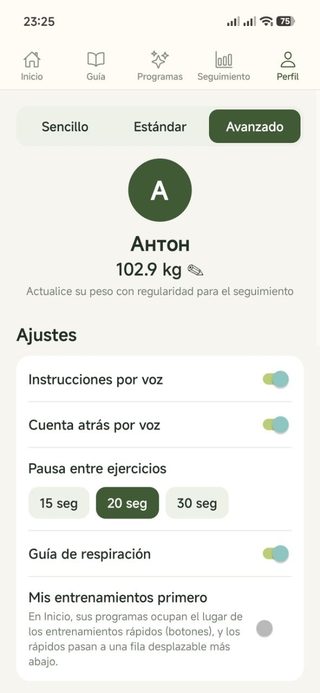 23:25
75
Inicio
Guía
Programas
Seguimiento
Perfil
Sencillo
Estándar
Avanzado
A
Антон
102.9 kg
Actualice su peso con regularidad para el seguimiento
Ajustes
Instrucciones por voz
Cuenta atrás por voz
Pausa entre ejercicios
15 seg
20 seg
30 seg
Guía de respiración
Mis entrenamientos primero
En Inicio, sus programas ocupan el lugar de
los entrenamientos rápidos (botones), y los
rápidos pasan a una fila desplazable más
abajo.